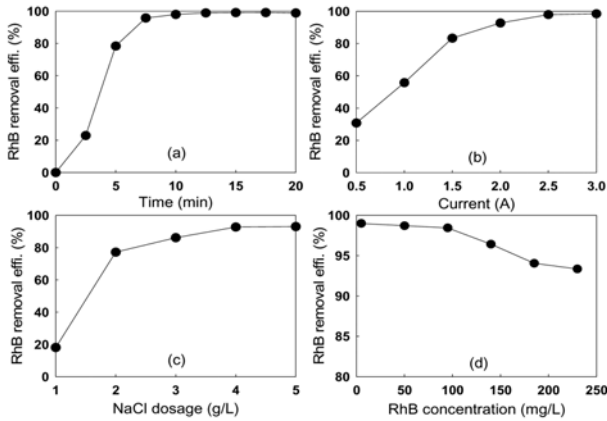 RhB removal effi. (%)
100
80
60
40
20
0
(a)
0 5 10 15 20
Time (min)
RhB removal effi. (%)
100
80
60
40
20
0
(b)
0.5 1.0 1.5 2.0 2.5 3.0
Current (A)
RhB removal effi. (%)
100
80
60
40
20
0
(c)
1 2 3 4 5
NaCl dosage (g/L)
RhB removal effi. (%)
100
95
90
85
80
(d)
0 50 100 150 200 250
RhB concentration (mg/L)